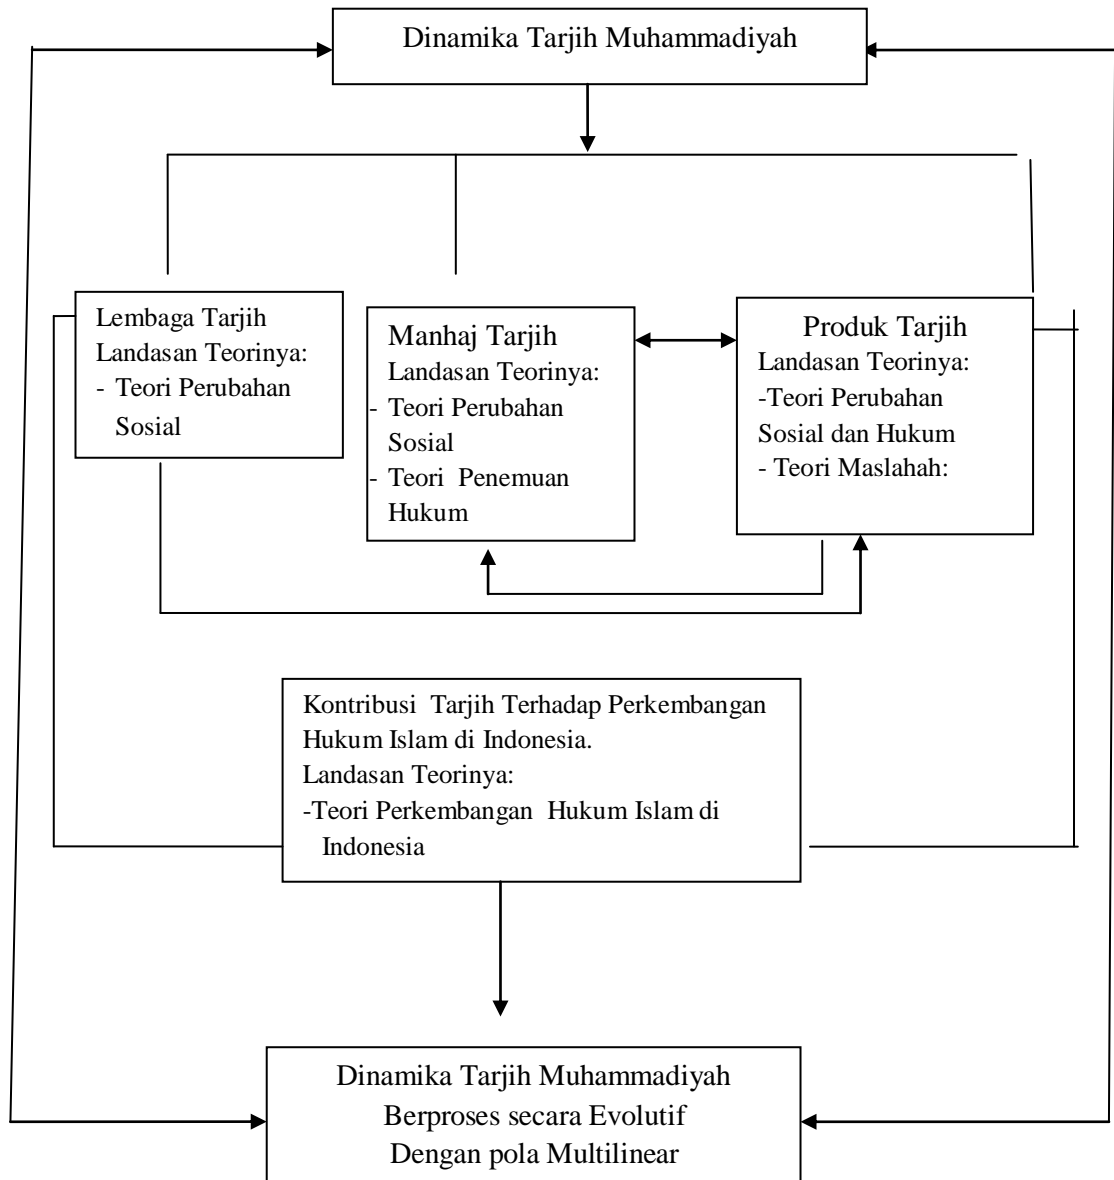 Dinamika Tarjih Muhammadiyah
Lembaga Tarjih
Landasan Teorinya:
- Teori Perubahan
Sosial
Manhaj Tarjih
Landasan Teorinya:
- Teori Perubahan
Sosial
- Teori Penemuan
Hukum
Produk Tarjih
Landasan Teorinya:
-Teori Perubahan
Sosial dan Hukum
- Teori Maslahah:
Kontribusi Tarjih Terhadap Perkembangan
Hukum Islam di Indonesia.
Landasan Teorinya:
-Teori Perkembangan Hukum Islam di
Indonesia
Dinamika Tarjih Muhammadiyah
Berproses secara Evolutif
Dengan pola Multilinear